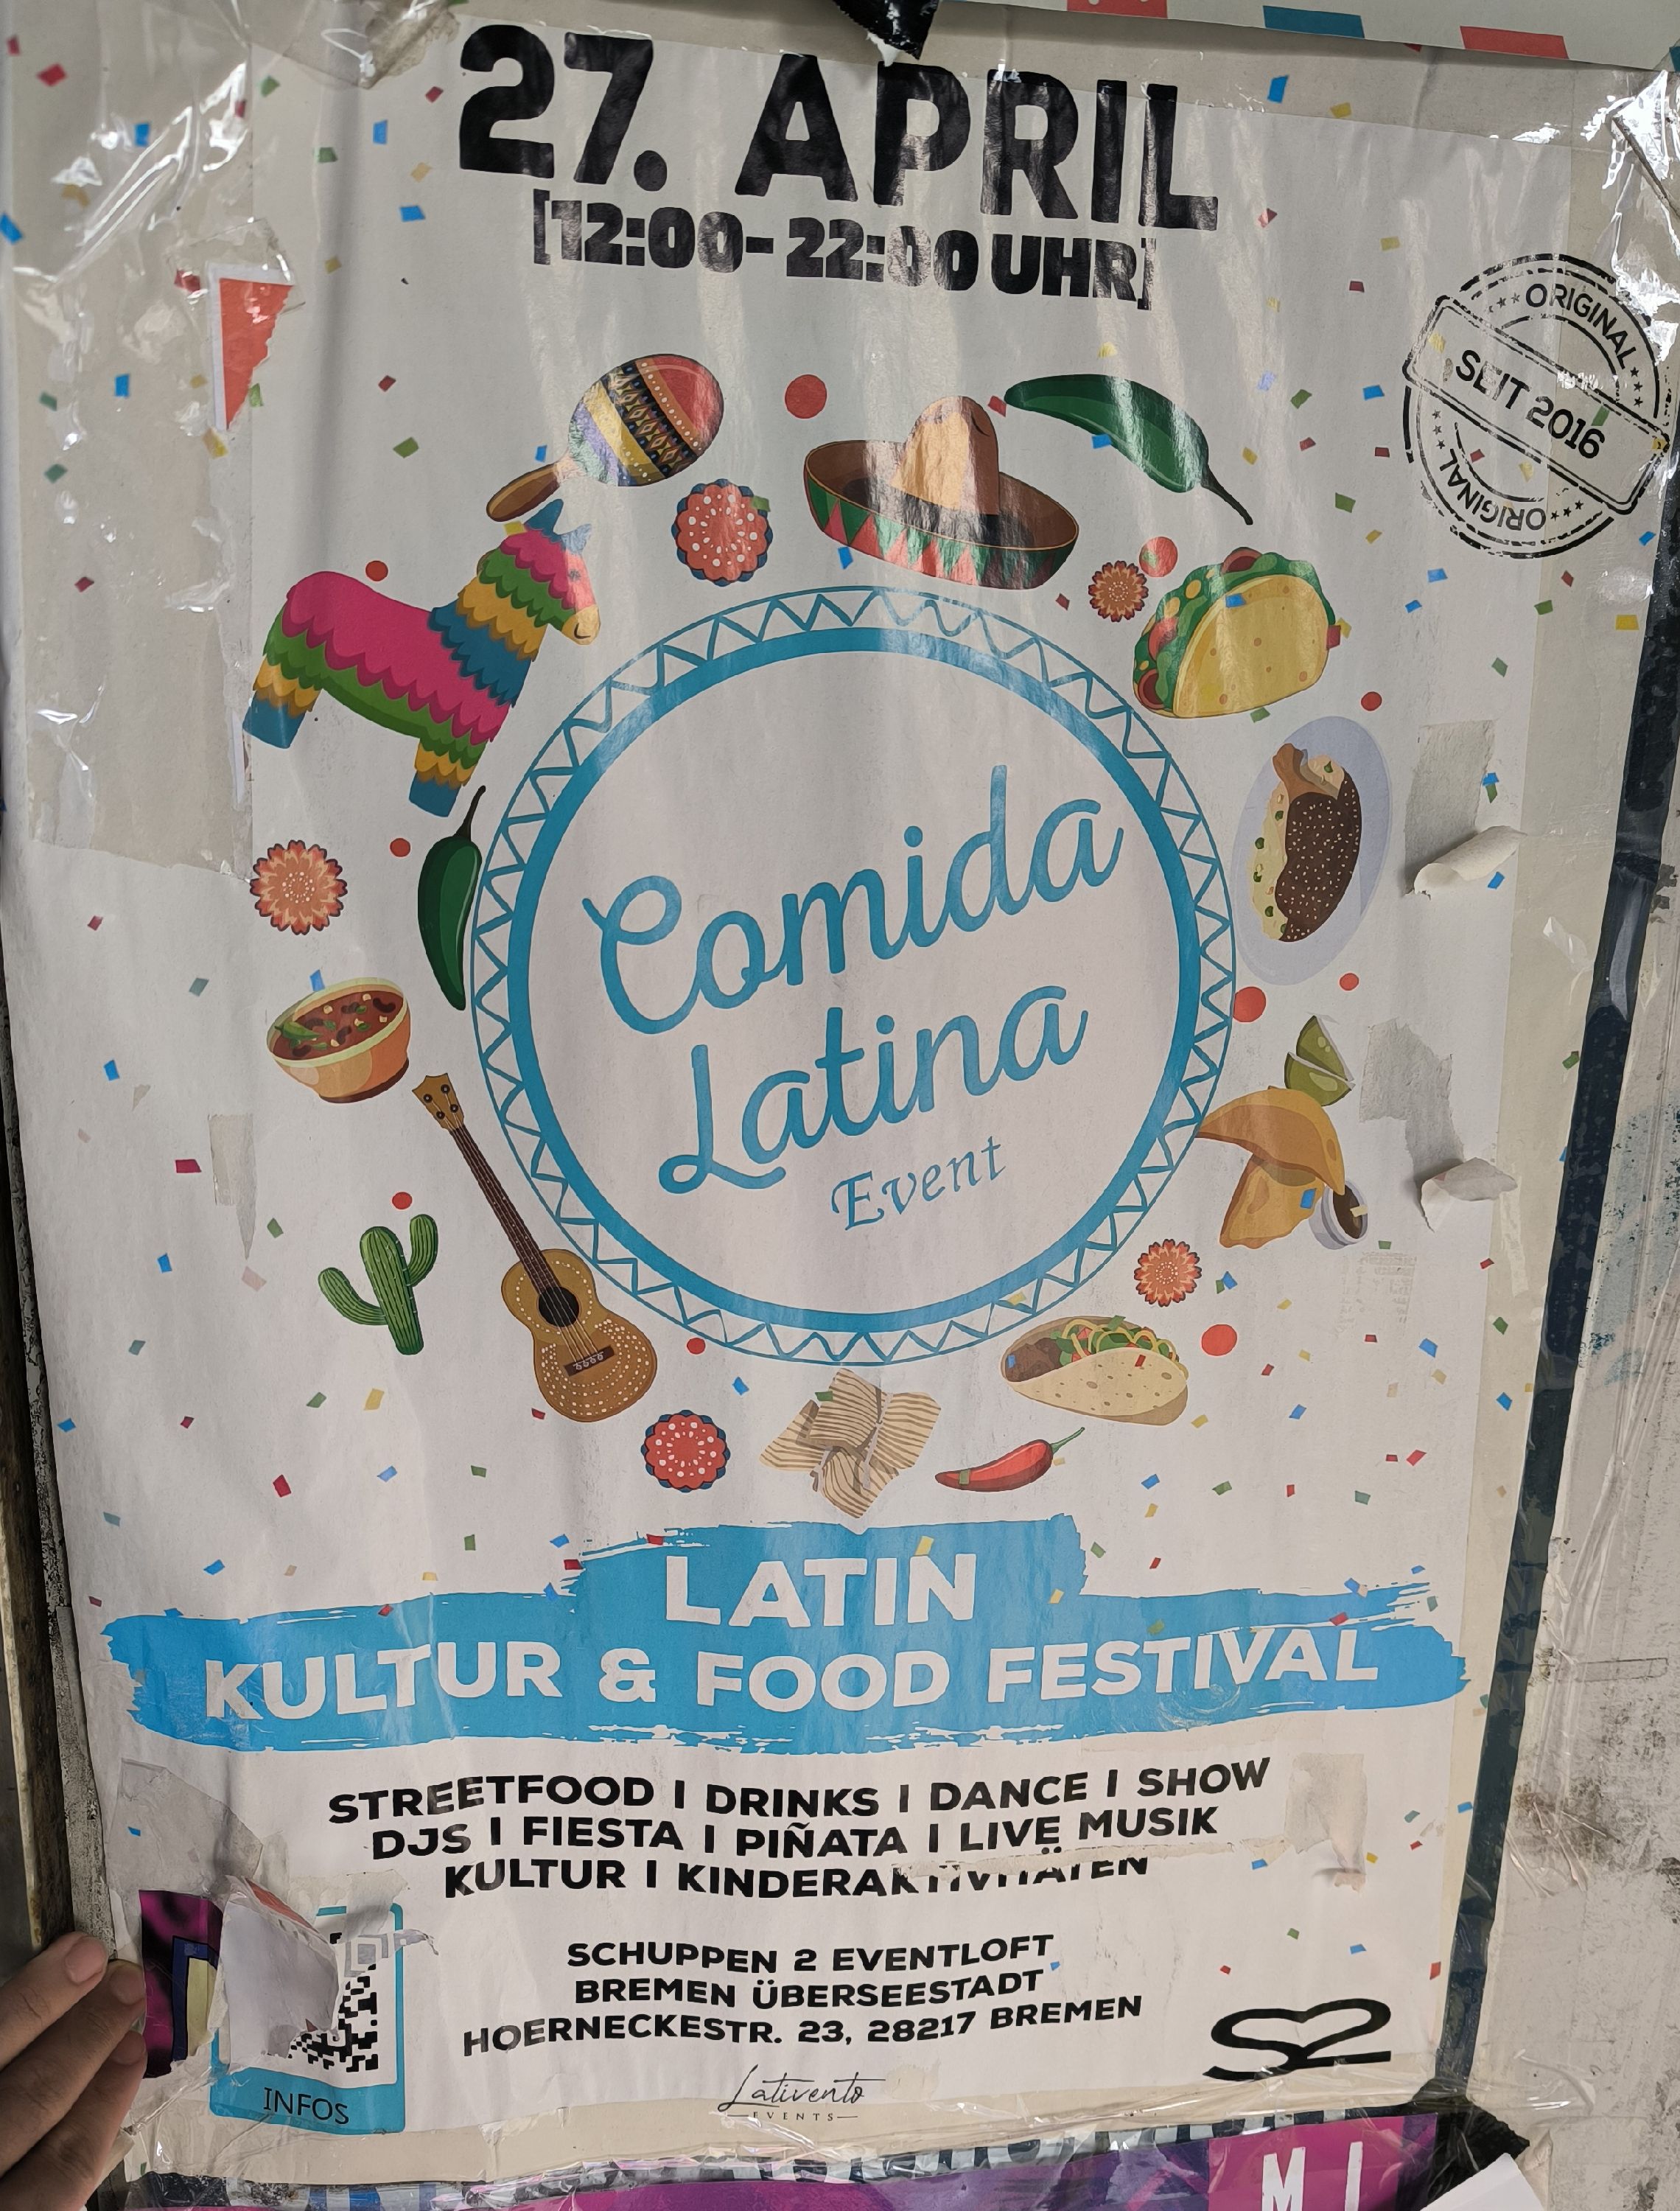 27. APRIL
[12:00-22:00 UHR]
ORIGINAL
SEIT 2016
ORIGINAL
Comida
Latina
Event
LATIN
KULTUR & FOOD FESTIVAL
STREETFOOD I DRINKS I DANCE I SHOW
DJS I FIESTA I PIÑATA I LIVE MUSIK
KULTUR I KINDERAKTIVITÄTEN
SCHUPPEN 2 EVENTLOFT
BREMEN ÜBERSEESTADT
HOERNECKESTR. 23, 28217 BREMEN
INFOS
Lativento
EVENTS
S2